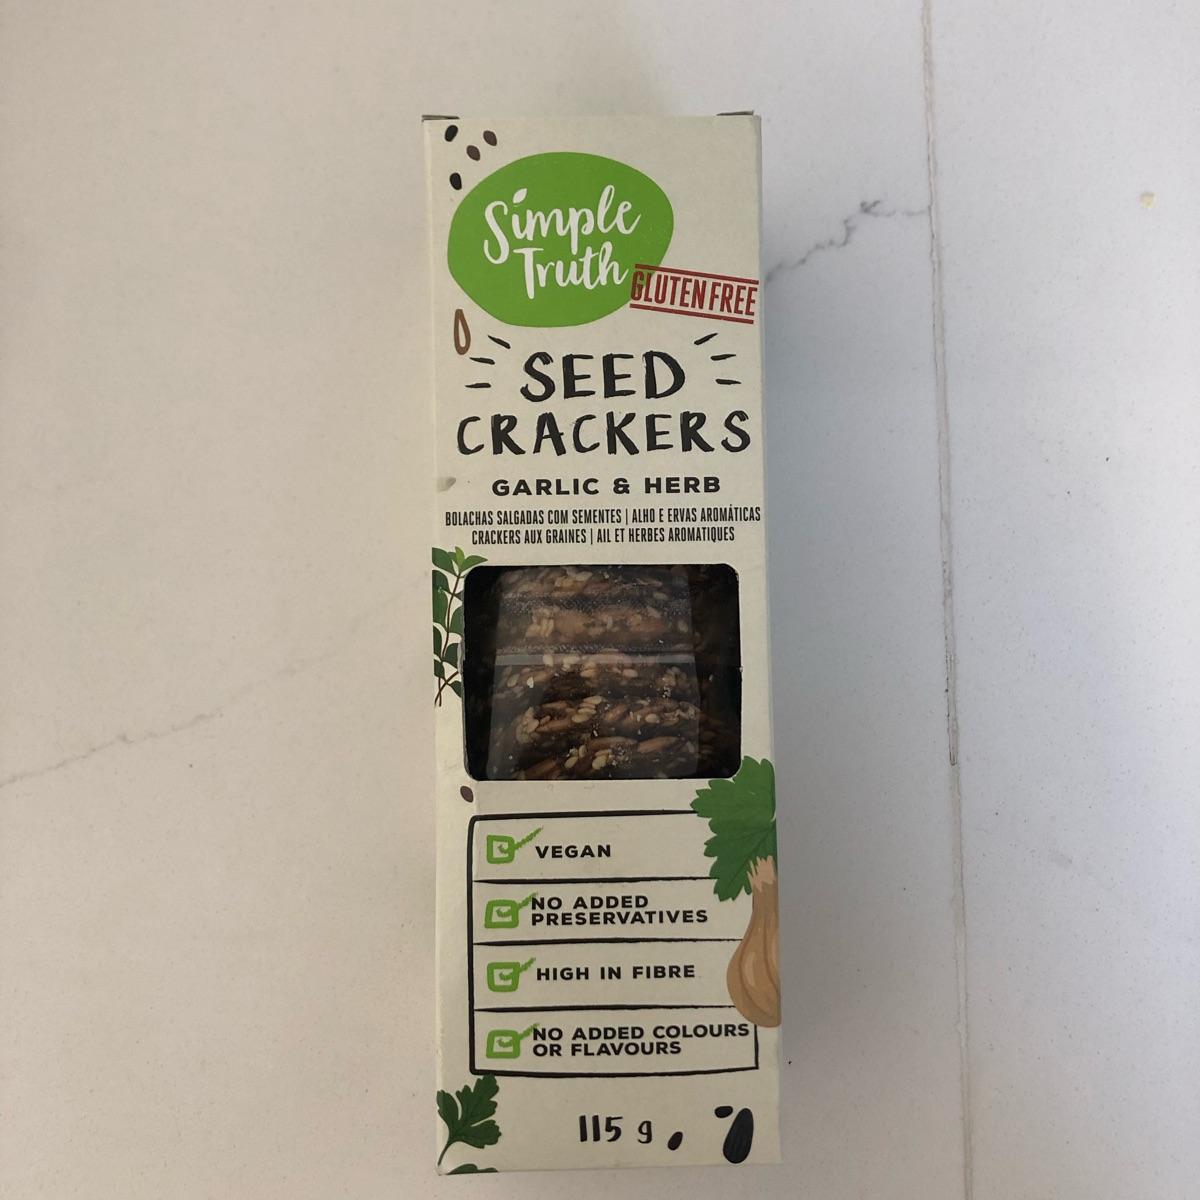 Simple
Truth
GLUTEN FREE
SEED
CRACKERS
GARLIC & HERB
BOLACHAS SALGADAS COM SEMENTES | ALHO E ERVAS AROMÁTICAS
CRACKERS AUX GRAINES | AIL ET HERBES AROMATIQUES
VEGAN
NO ADDED
PRESERVATIVES
HIGH IN FIBRE
NO ADDED COLOURS
OR FLAVOURS
115 g